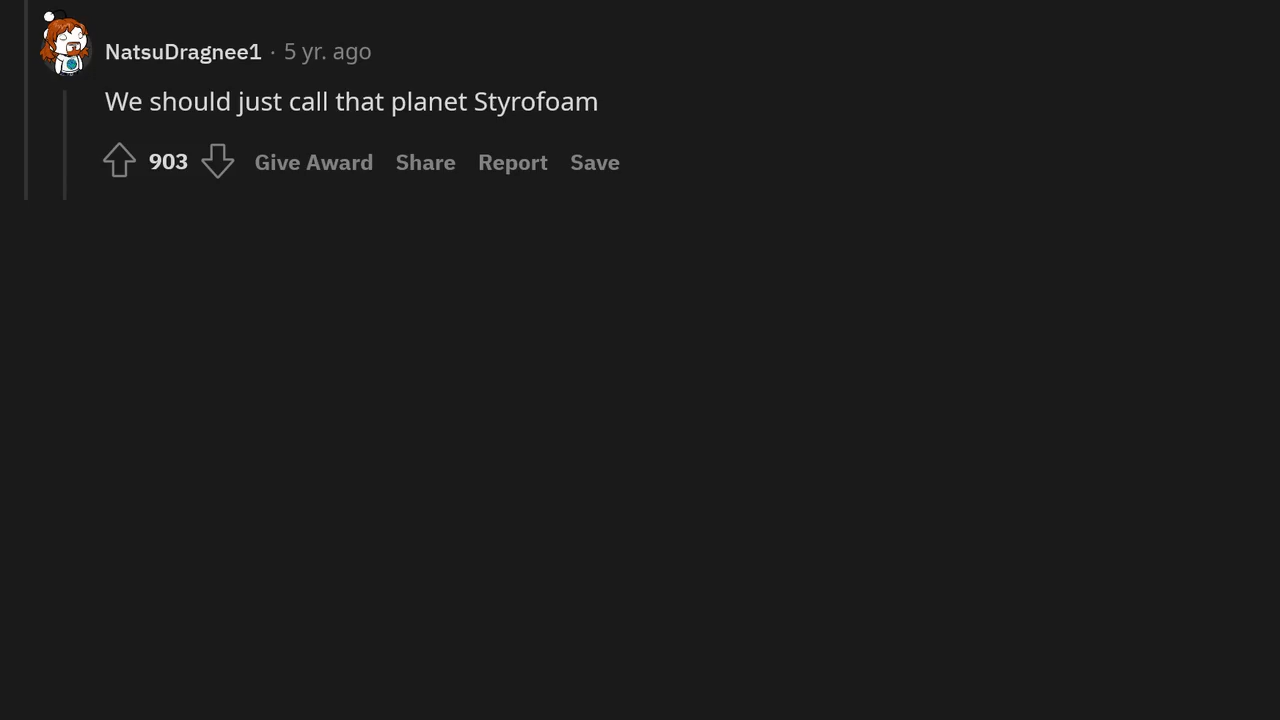 NatsuDragnee1 · 5 yr. ago
We should just call that planet Styrofoam
903 Give Award Share Report Save